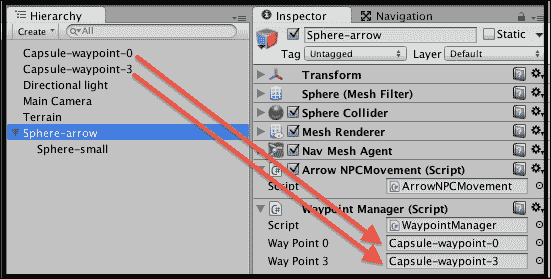 Hierarchy
Create
All
Capsule-waypoint-0
Capsule-waypoint-3
Directional light
Main Camera
Terrain
Sphere-arrow
Sphere-small
Inspector
Navigation
Sphere-arrow
Static
Tag Untagged Layer Default
Transform
Sphere (Mesh Filter)
Sphere Collider
Mesh Renderer
Nav Mesh Agent
Arrow NPCMovement (Script)
Script ArrowNPCMovement
Waypoint Manager (Script)
Script WaypointManager
Way Point 0 Capsule-waypoint-0
Way Point 3 Capsule-waypoint-3